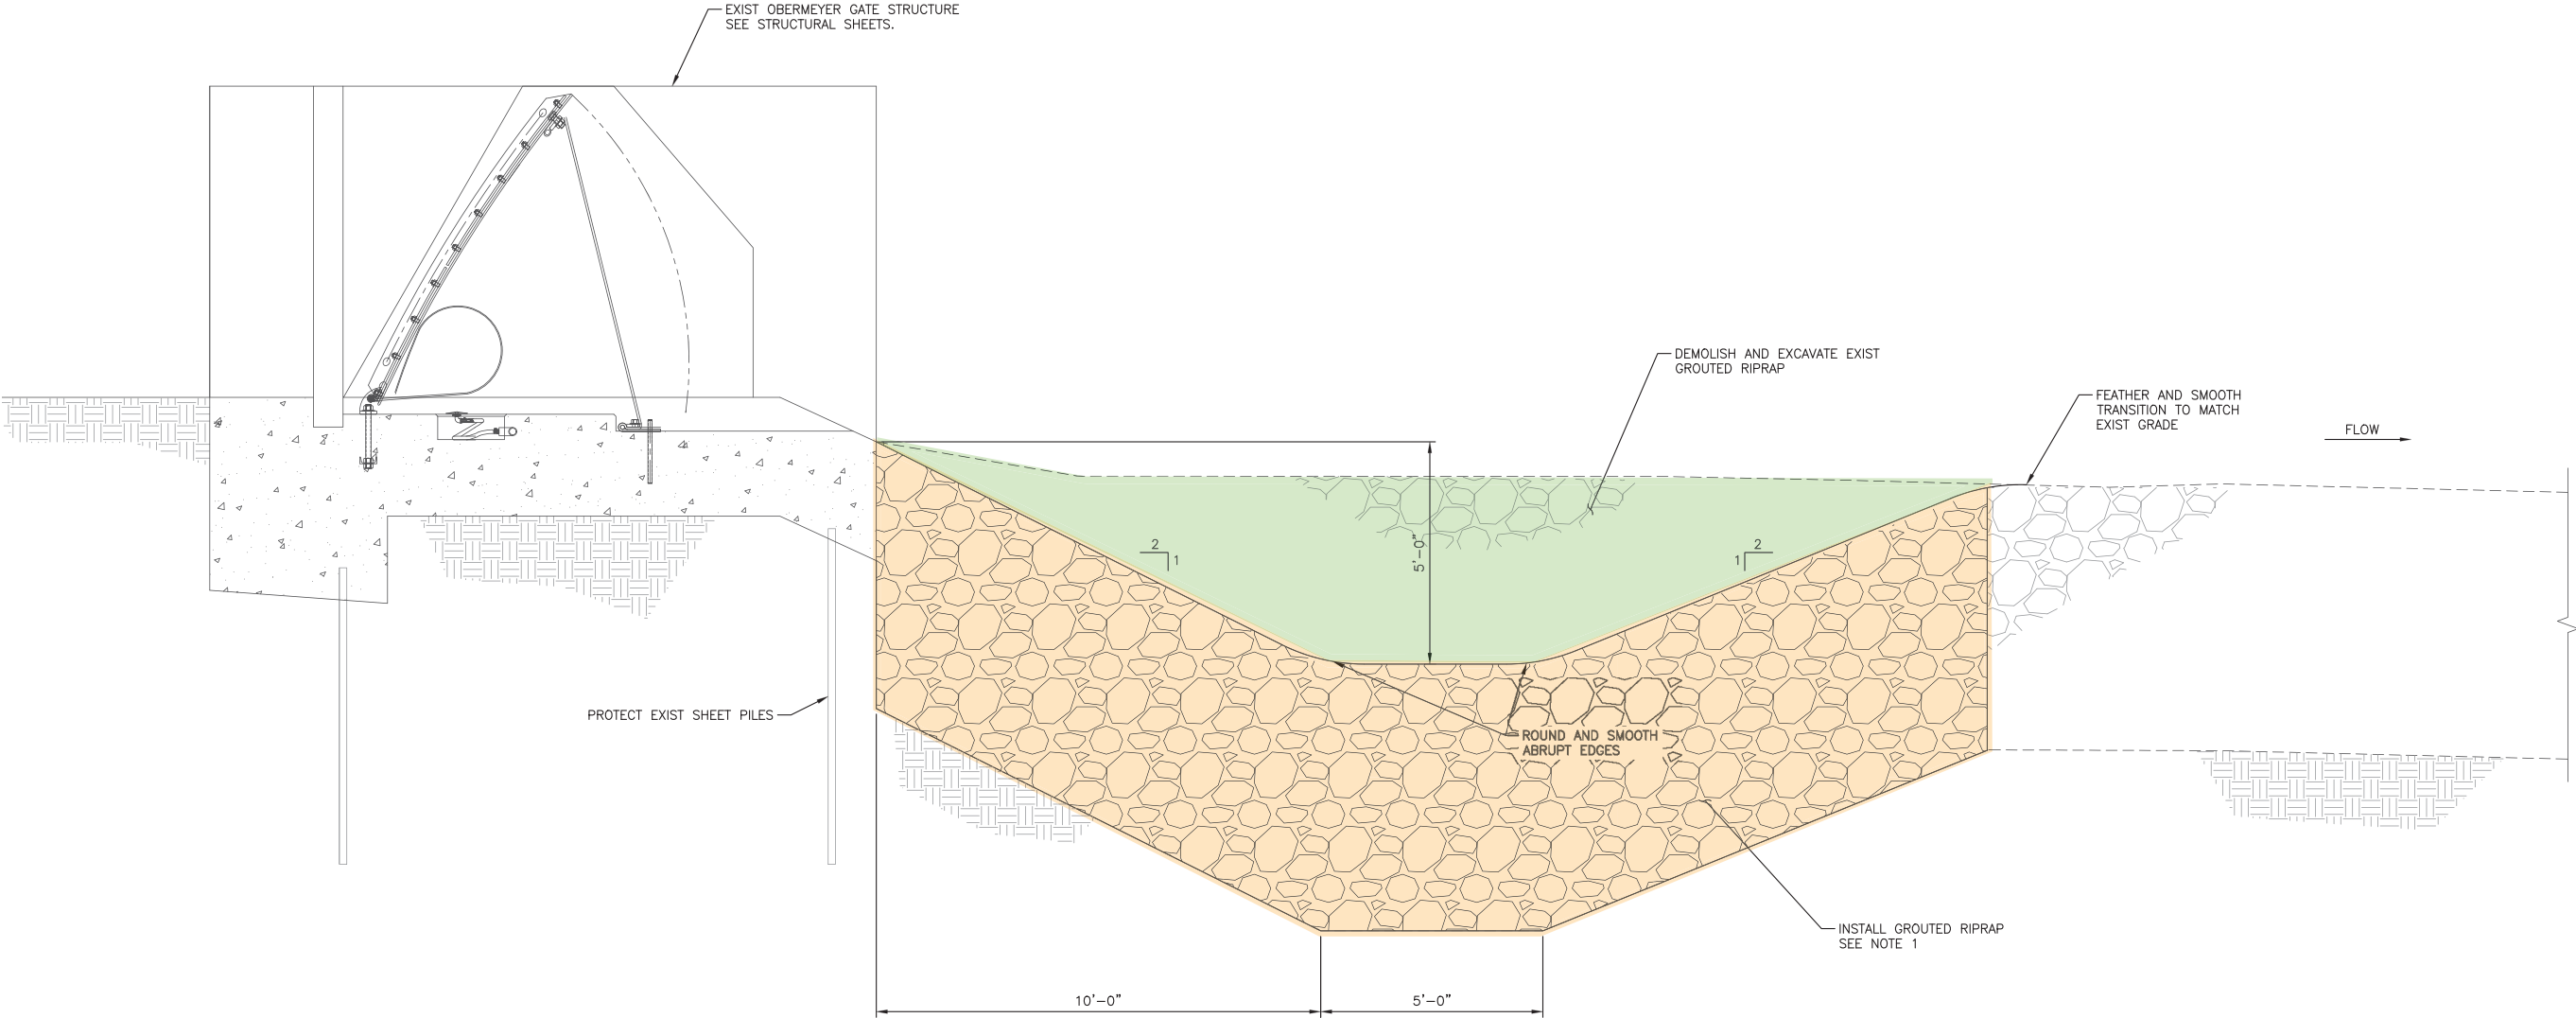 EXIST OBERMEYER GATE STRUCTURE
SEE STRUCTURAL SHEETS.
DEMOLISH AND EXCAVATE EXIST
GROUTED RIPRAP
FEATHER AND SMOOTH
TRANSITION TO MATCH
EXIST GRADE
FLOW
2
1
5'-0"
2
1
PROTECT EXIST SHEET PILES
ROUND AND SMOOTH
ABRUPT EDGES
INSTALL GROUTED RIPRAP
SEE NOTE 1
10'-0"
5'-0"